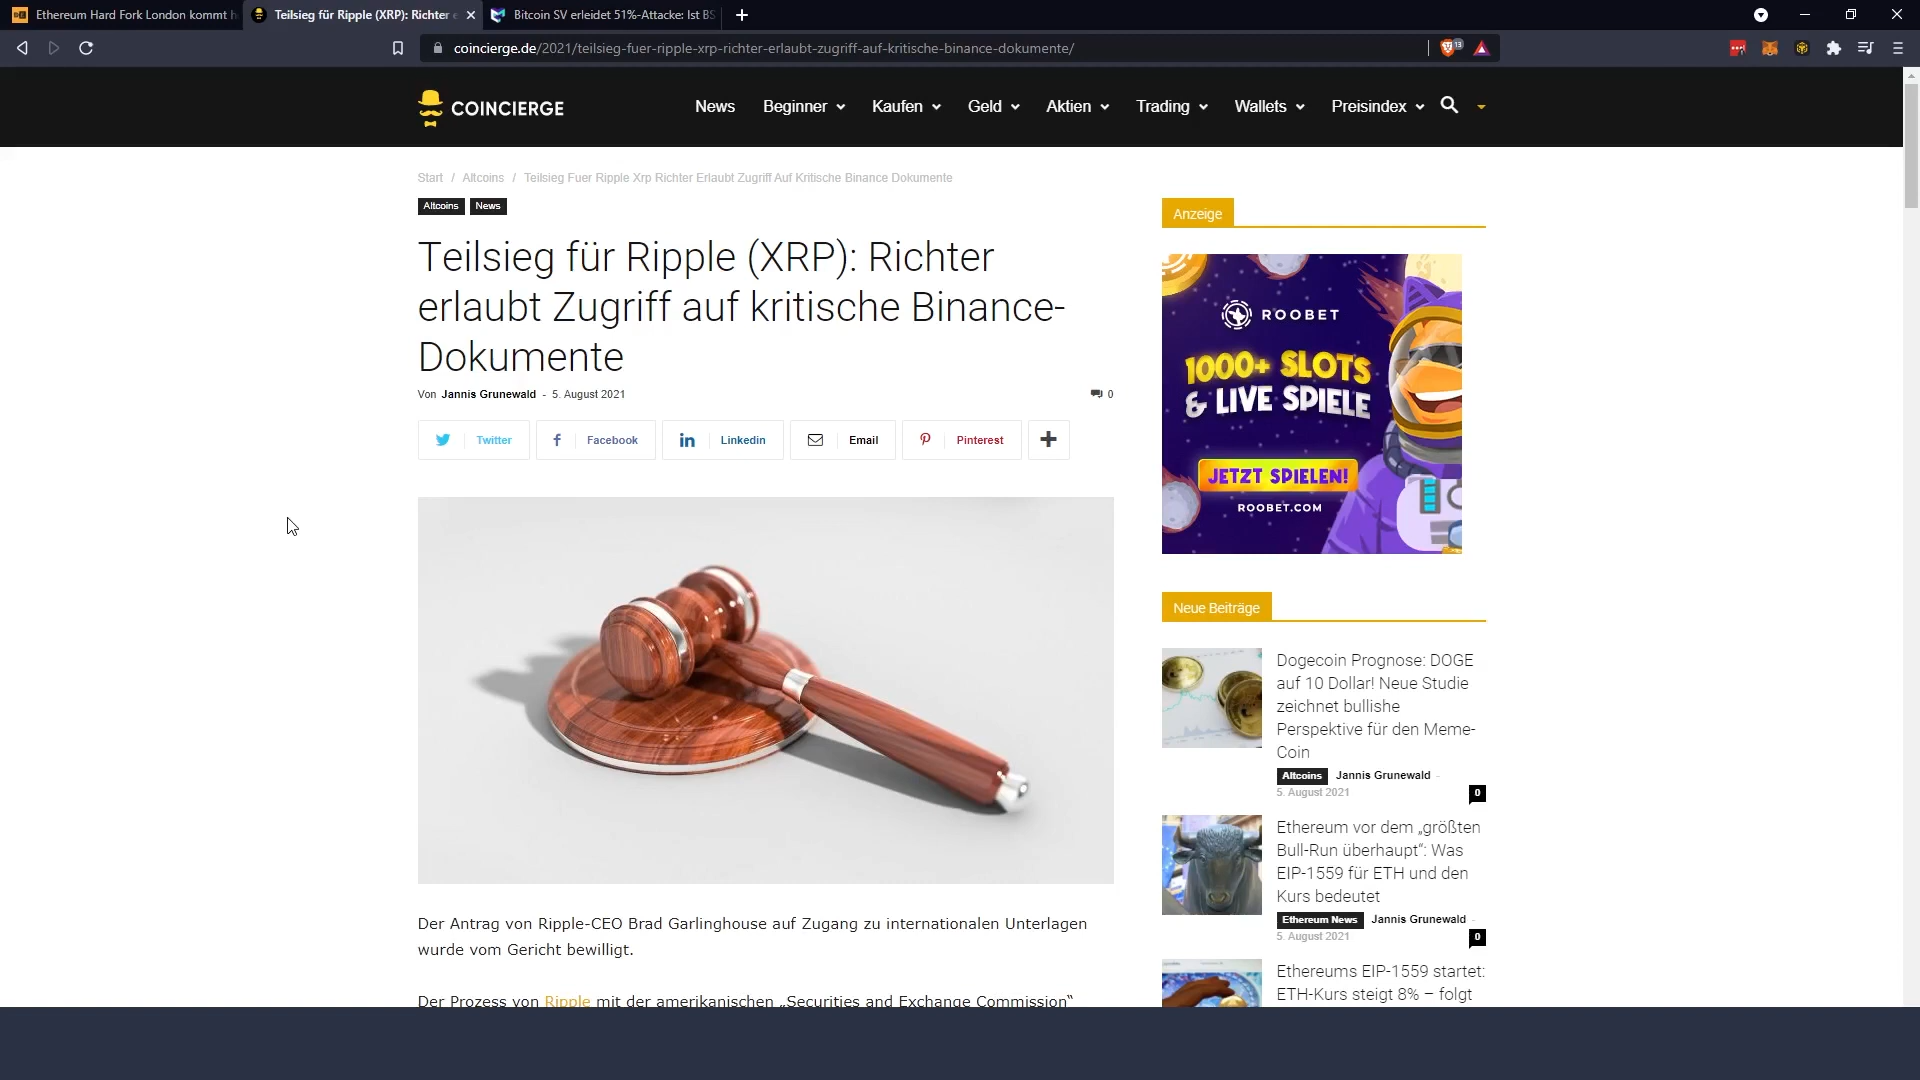 Ethereum Hard Fork London kommt h
Teilsieg für Ripple (XRP): Richter e
Bitcoin SV erleidet 51%-Attacke: Ist BS
coincierge.de/2021/teilsieg-fuer-ripple-xrp-richter-erlaubt-zugriff-auf-kritische-binance-dokumente/
13
COINCIERGE
News
Beginner
Kaufen
Geld
Aktien
Trading
Wallets
Preisindex
Start / Altcoins / Teilsieg Fuer Ripple Xrp Richter Erlaubt Zugriff Auf Kritische Binance Dokumente
Altcoins News
Teilsieg für Ripple (XRP): Richter
erlaubt Zugriff auf kritische Binance-
Dokumente
Von Jannis Grunewald - 5. August 2021
0
Twitter
Facebook
Linkedin
Email
Pinterest
Der Antrag von Ripple-CEO Brad Garlinghouse auf Zugang zu internationalen Unterlagen
wurde vom Gericht bewilligt.
Der Prozess von Ripple mit der amerikanischen „Securities and Exchange Commission“
Anzeige
ROOBET
1000+ SLOTS
& LIVE SPIELE
JETZT SPIELEN!
ROOBET.COM
Neue Beiträge
Dogecoin Prognose: DOGE
auf 10 Dollar! Neue Studie
zeichnet bullishe
Perspektive für den Meme-
Coin
Altcoins Jannis Grunewald -
5. August 2021
0
Ethereum vor dem „größten
Bull-Run überhaupt“: Was
EIP-1559 für ETH und den
Kurs bedeutet
Ethereum News Jannis Grunewald -
5. August 2021
0
Ethereums EIP-1559 startet:
ETH-Kurs steigt 8% – folgt